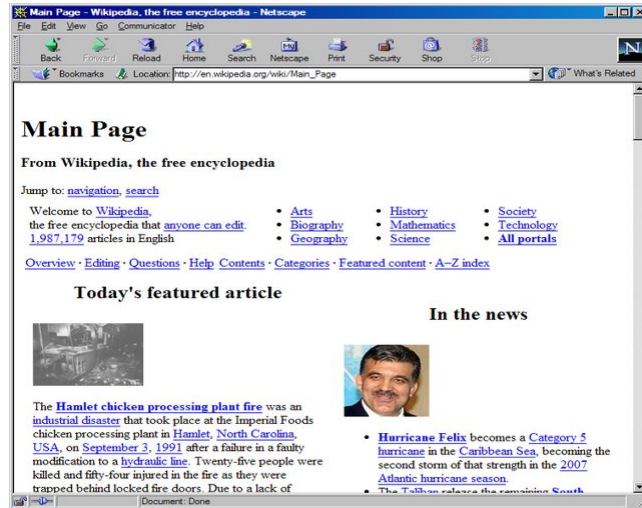 Main Page - Wikipedia, the free encyclopedia - Netscape
File Edit View Go Communicator Help
Back Forward Reload Home Search Netscape Print Security Shop Stop
N
Bookmarks Location: http://en.wikipedia.org/wiki/Main_Page What's Related
Main Page
From Wikipedia, the free encyclopedia
Jump to: navigation, search
Welcome to Wikipedia,
the free encyclopedia that anyone can edit.
1,987,179 articles in English
• Arts
• Biography
• Geography
• History
• Mathematics
• Science
• Society
• Technology
• All portals
Overview · Editing · Questions · Help Contents · Categories · Featured content · A–Z index
Today's featured article
The Hamlet chicken processing plant fire was an
industrial disaster that took place at the Imperial Foods
chicken processing plant in Hamlet, North Carolina,
USA, on September 3, 1991 after a failure in a faulty
modification to a hydraulic line. Twenty-five people were
killed and fifty-four injured in the fire as they were
trapped behind locked fire doors. Due to a lack of
In the news
• Hurricane Felix becomes a Category 5
hurricane in the Caribbean Sea, becoming the
second storm of that strength in the 2007
Atlantic hurricane season.
• The Taliban release the remaining South
Document: Done